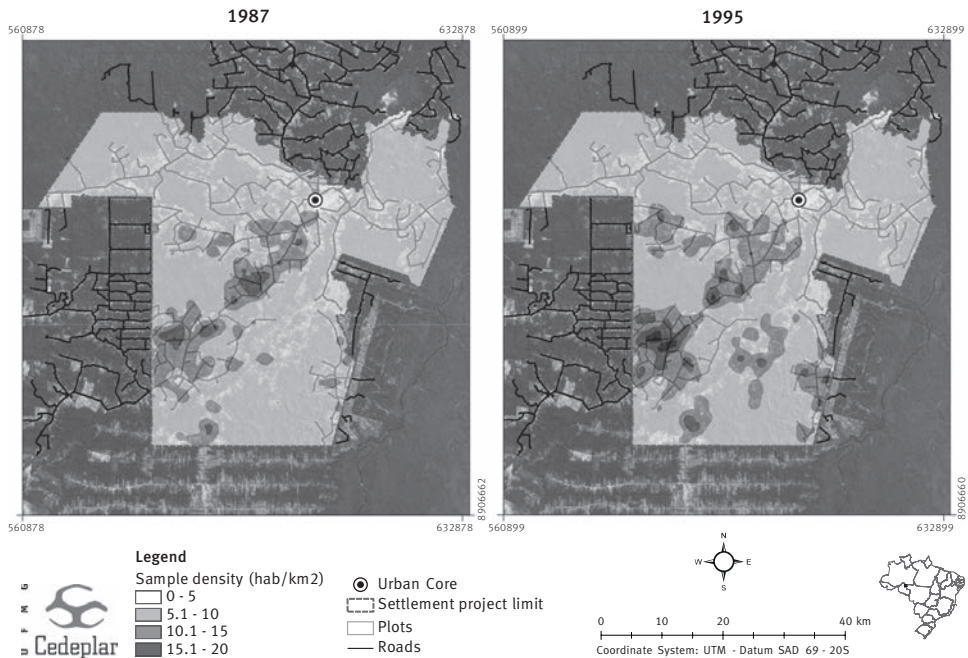 1987
1995
560878
632878
560899
632899
8906662
8906660
560878
632878
560899
632899
Legend
Sample density (hab/km2)
0 - 5
5.1 - 10
10.1 - 15
15.1 - 20
Urban Core
Settlement project limit
Plots
Roads
U F M G
Cedeplar
N
W
E
S
0 10 20 40 km
Coordinate System: UTM - Datum SAD 69 - 20S